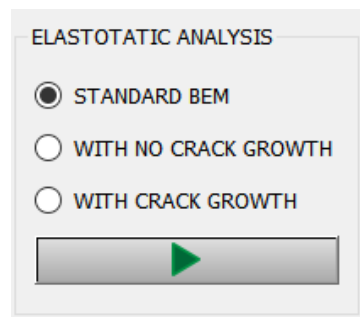 ELASTOTATIC ANALYSIS
STANDARD BEM
WITH NO CRACK GROWTH
WITH CRACK GROWTH